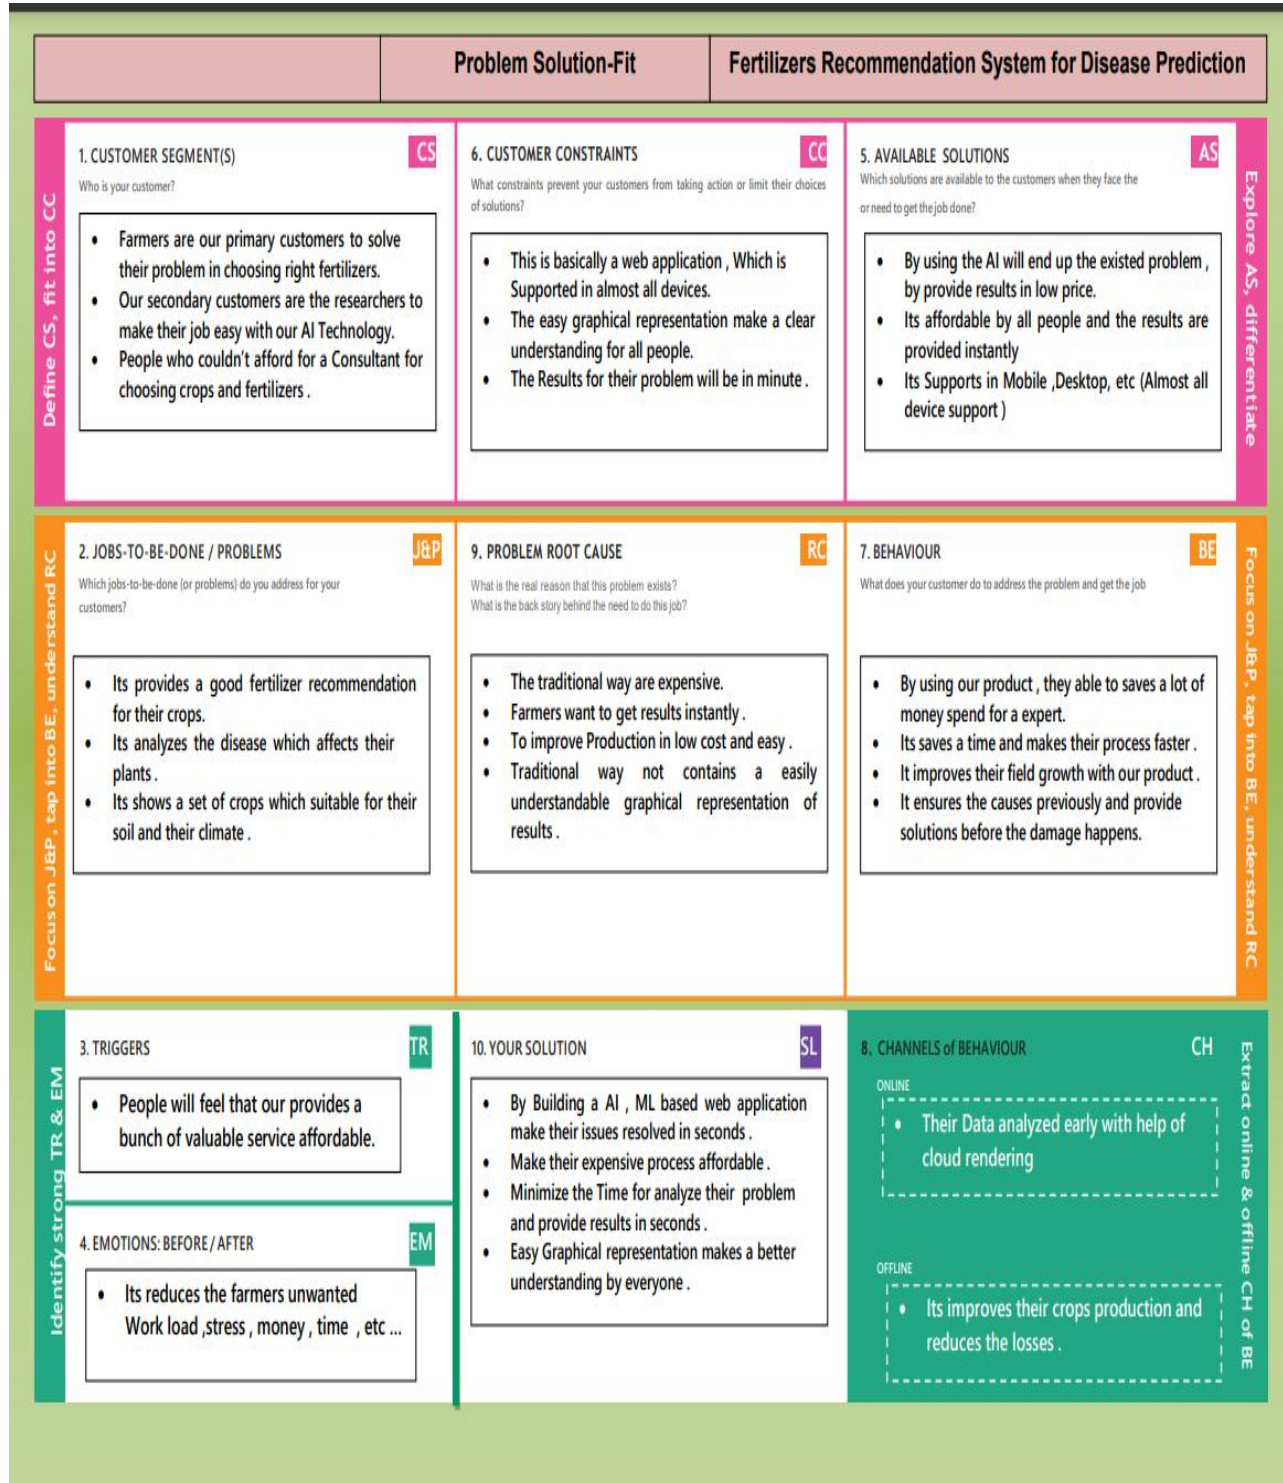 Problem Solution-Fit
Fertilizers Recommendation System for Disease Prediction
Define CS, fit into CC
1. CUSTOMER SEGMENT(S)
CS
Who is your customer?
• Farmers are our primary customers to solve
their problem in choosing right fertilizers.
• Our secondary customers are the researchers to
make their job easy with our AI Technology.
• People who couldn't afford for a Consultant for
choosing crops and fertilizers .
6. CUSTOMER CONSTRAINTS
CC
What constraints prevent your customers from taking action or limit their choices
of solutions?
• This is basically a web application , Which is
Supported in almost all devices.
• The easy graphical representation make a clear
understanding for all people.
• The Results for their problem will be in minute .
5. AVAILABLE SOLUTIONS
AS
Which solutions are available to the customers when they face the
or need to get the job done?
• By using the AI will end up the existed problem ,
by provide results in low price.
• Its affordable by all people and the results are
provided instantly
• Its Supports in Mobile ,Desktop, etc (Almost all
device support )
Explore AS, differentiate
Focus on J&P, tap into BE, understand RC
2. JOBS-TO-BE-DONE / PROBLEMS
J&P
Which jobs-to-be-done (or problems) do you address for your
customers?
• Its provides a good fertilizer recommendation
for their crops.
• Its analyzes the disease which affects their
plants .
• Its shows a set of crops which suitable for their
soil and their climate .
9. PROBLEM ROOT CAUSE
RC
What is the real reason that this problem exists?
What is the back story behind the need to do this job?
• The traditional way are expensive.
• Farmers want to get results instantly .
• To improve Production in low cost and easy .
• Traditional way not contains a easily
understandable graphical representation of
results .
7. BEHAVIOUR
BE
What does your customer do to address the problem and get the job
• By using our product , they able to saves a lot of
money spend for a expert.
• Its saves a time and makes their process faster .
• It improves their field growth with our product .
• It ensures the causes previously and provide
solutions before the damage happens.
Focus on J&P, tap into BE, understand RC
Identify strong TR & EM
3. TRIGGERS
TR
• People will feel that our provides a
bunch of valuable service affordable.
4. EMOTIONS: BEFORE / AFTER
EM
• Its reduces the farmers unwanted
Work load ,stress , money , time , etc ...
10. YOUR SOLUTION
SL
• By Building a AI , ML based web application
make their issues resolved in seconds .
• Make their expensive process affordable .
• Minimize the Time for analyze their problem
and provide results in seconds .
• Easy Graphical representation makes a better
understanding by everyone .
8. CHANNELS of BEHAVIOUR
CH
ONLINE
• Their Data analyzed early with help of
cloud rendering
OFFLINE
• Its improves their crops production and
reduces the losses .
Extract online & offline CH of BE